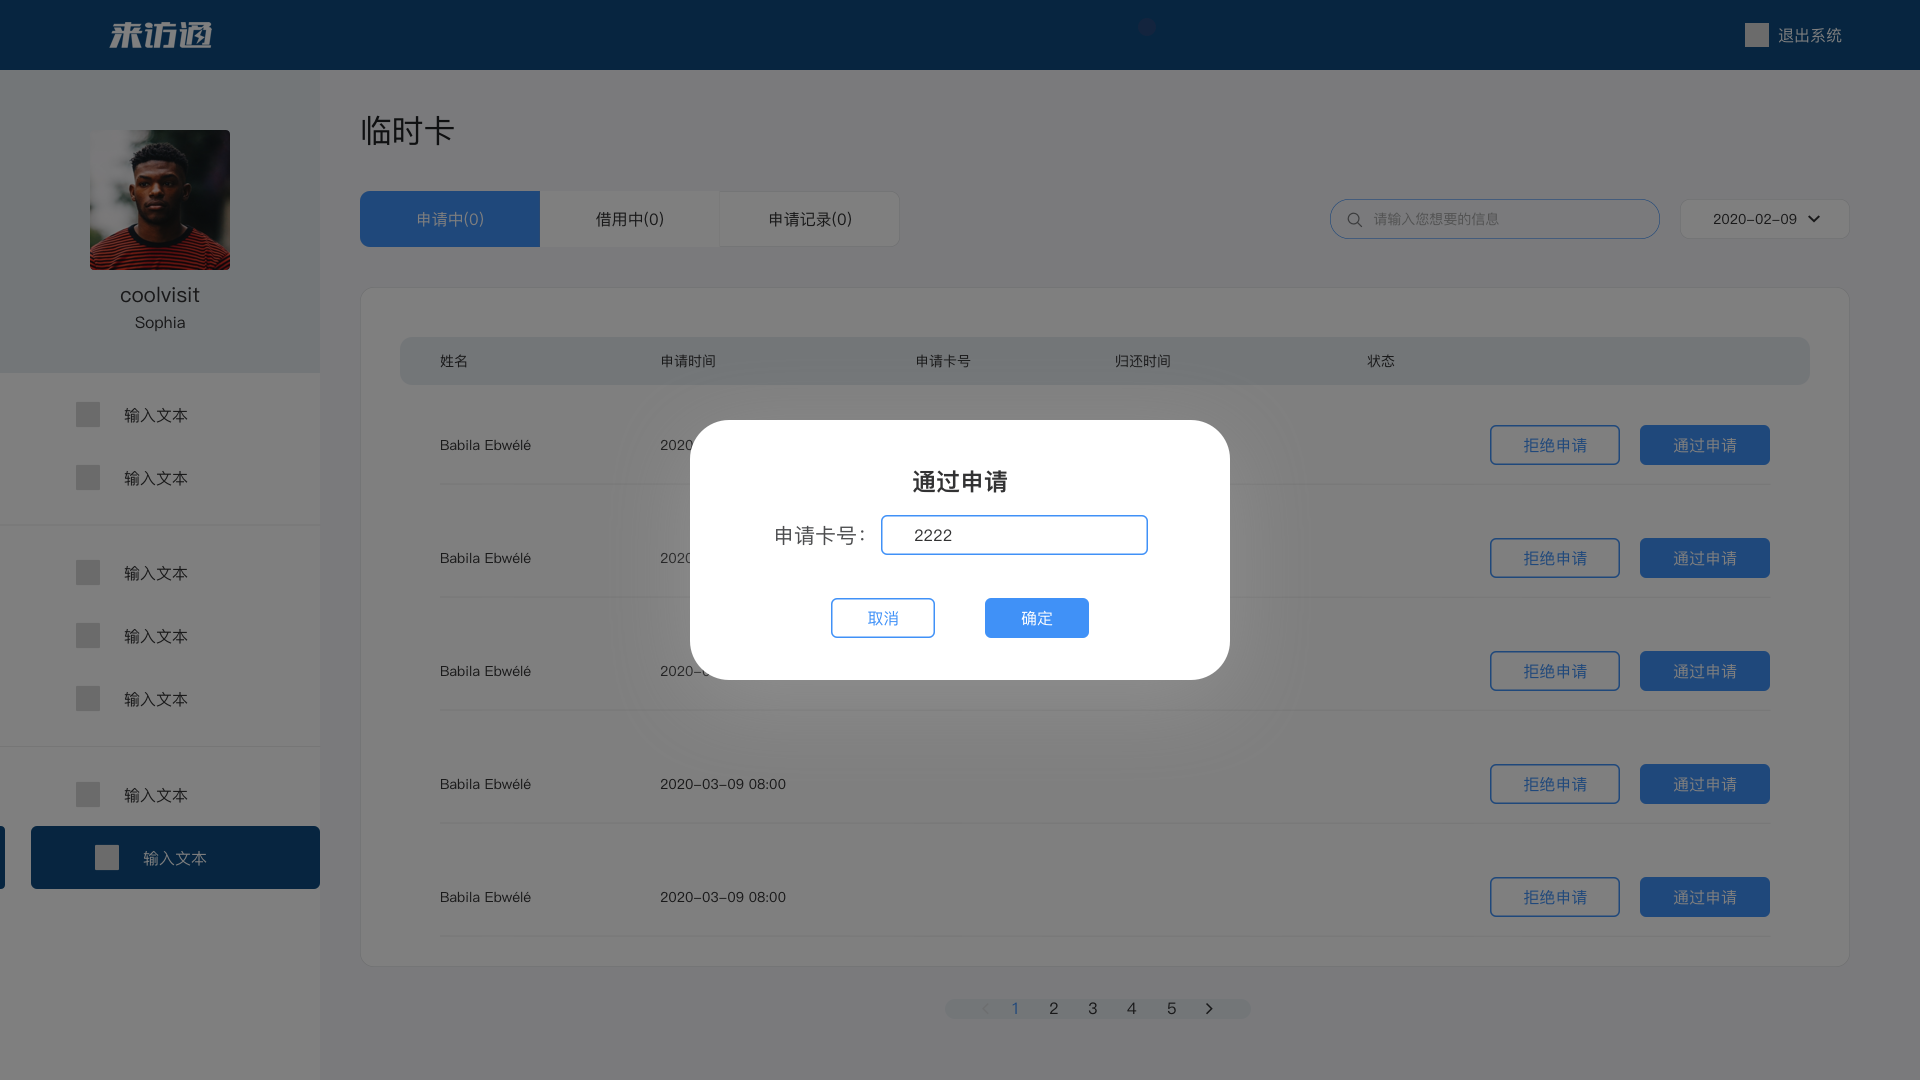 来访通
退出系统
coolvisit
Sophia
输入文本
输入文本
输入文本
输入文本
输入文本
输入文本
输入文本
临时卡
申请中(0)
借用中(0)
申请记录(0)
请输入您想要的信息
2020-02-09
姓名 申请时间 申请卡号 归还时间 状态
Babila Ebwélé 2020 拒绝申请 通过申请
Babila Ebwélé 2020 拒绝申请 通过申请
Babila Ebwélé 2020- 拒绝申请 通过申请
Babila Ebwélé 2020-03-09 08:00 拒绝申请 通过申请
Babila Ebwélé 2020-03-09 08:00 拒绝申请 通过申请
通过申请
申请卡号： 2222
取消 确定
1 2 3 4 5